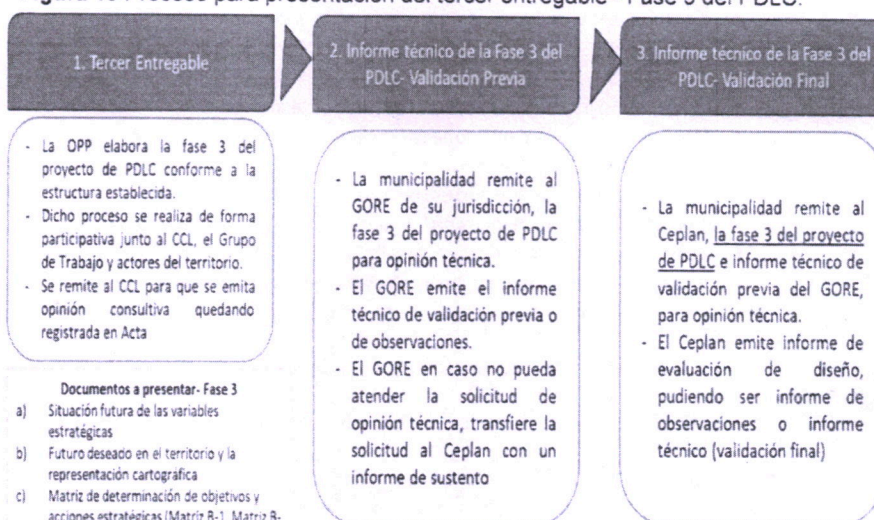 Proceso para presentación del tercer entregable - Fase 3 del PDLC.
1. Tercer Entregable
- La OPP elabora la fase 3 del
proyecto de PDLC conforme a la
estructura establecida.
- Dicho proceso se realiza de forma
participativa junto al CCL, el Grupo
de Trabajo y actores del territorio.
- Se remite al CCL para que se emita
opinión consultiva quedando
registrada en Acta
Documentos a presentar- Fase 3
a) Situación futura de las variables
estratégicas
b) Futuro deseado en el territorio y la
representación cartográfica
c) Matriz de determinación de objetivos y
acciones estratégicas (Matriz B-1, Matriz B-
2. Informe técnico de la Fase 3 del
PDLC- Validación Previa
- La municipalidad remite al
GORE de su jurisdicción, la
fase 3 del proyecto de PDLC
para opinión técnica.
- El GORE emite el informe
técnico de validación previa o
de observaciones.
- El GORE en caso no pueda
atender la solicitud de
opinión técnica, transfiere la
solicitud al Ceplan con un
informe de sustento
3. Informe técnico de la Fase 3 del
PDLC- Validación Final
- La municipalidad remite al
Ceplan, la fase 3 del proyecto
de PDLC e informe técnico de
validación previa del GORE,
para opinión técnica.
- El Ceplan emite informe de
evaluación de diseño,
pudiendo ser informe de
observaciones o informe
técnico (validación final)